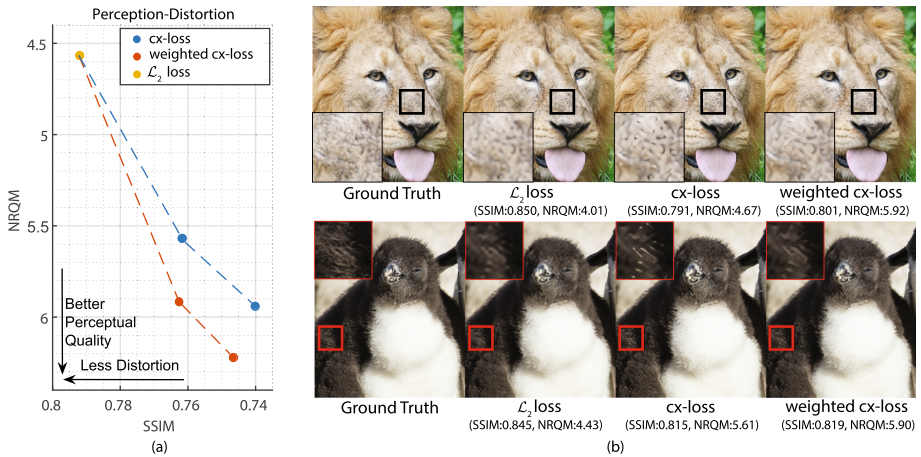 Perception-Distortion
cx-loss
weighted cx-loss
ℒ₂ loss
4.5
5
5.5
6
NRQM
Better
Perceptual
Quality
Less Distortion
0.8
0.78
0.76
0.74
SSIM
(a)
Ground Truth
ℒ₂ loss
(SSIM:0.850, NRQM:4.01)
cx-loss
(SSIM:0.791, NRQM:4.67)
weighted cx-loss
(SSIM:0.801, NRQM:5.92)
Ground Truth
ℒ₂ loss
(SSIM:0.845, NRQM:4.43)
cx-loss
(SSIM:0.815, NRQM:5.61)
weighted cx-loss
(SSIM:0.819, NRQM:5.90)
(b)